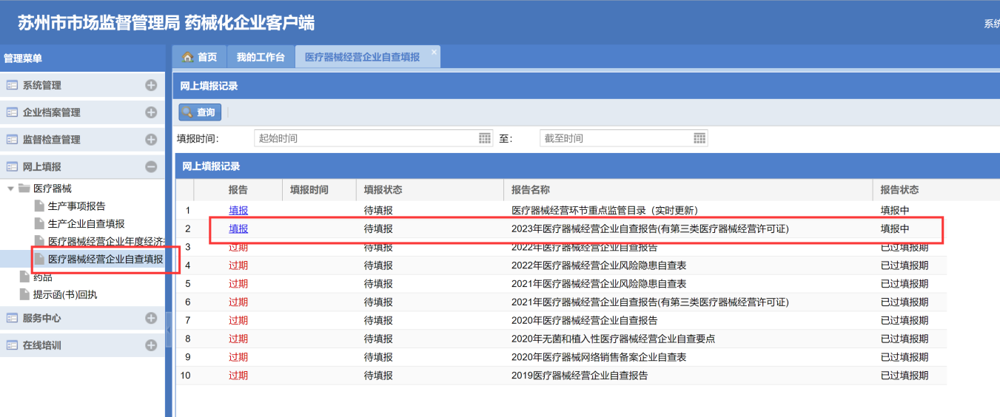 苏州市市场监督管理局 药械化企业客户端
系统
管理菜单
首页 我的工作台 医疗器械经营企业自查填报
系统管理
企业档案管理
监督检查管理
网上填报
医疗器械
生产事项报告
生产企业自查填报
医疗器械经营企业年度经济
医疗器械经营企业自查填报
药品
提示函(书)回执
服务中心
在线培训
网上填报记录
查询
填报时间： 起始时间 至： 截至时间
网上填报记录
报告 填报时间 填报状态 报告名称 报告状态
1 填报 待填报 医疗器械经营环节重点监管目录（实时更新） 填报中
2 填报 待填报 2023年医疗器械经营企业自查报告(有第三类医疗器械经营许可证) 填报中
3 过期 待填报 2022年医疗器械经营企业自查报告 已过填报期
4 过期 待填报 2022年医疗器械经营企业风险隐患自查表 已过填报期
5 过期 待填报 2021年医疗器械经营企业风险隐患自查表 已过填报期
6 过期 待填报 2021年医疗器械经营企业自查报告(有第三类医疗器械经营许可证) 已过填报期
7 过期 待填报 2020年医疗器械经营企业自查报告 已过填报期
8 过期 待填报 2020年无菌和植入性医疗器械经营企业自查要点 已过填报期
9 过期 待填报 2020年医疗器械网络销售备案企业自查表 已过填报期
10 过期 待填报 2019医疗器械经营企业自查报告 已过填报期